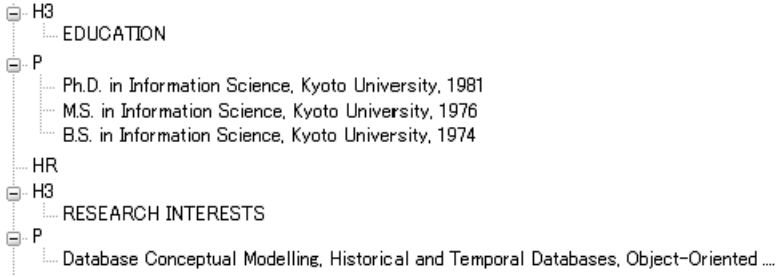 H3
EDUCATION
P
Ph.D. in Information Science, Kyoto University, 1981
M.S. in Information Science, Kyoto University, 1976
B.S. in Information Science, Kyoto University, 1974
HR
H3
RESEARCH INTERESTS
P
Database Conceptual Modelling, Historical and Temporal Databases, Object-Oriented ....